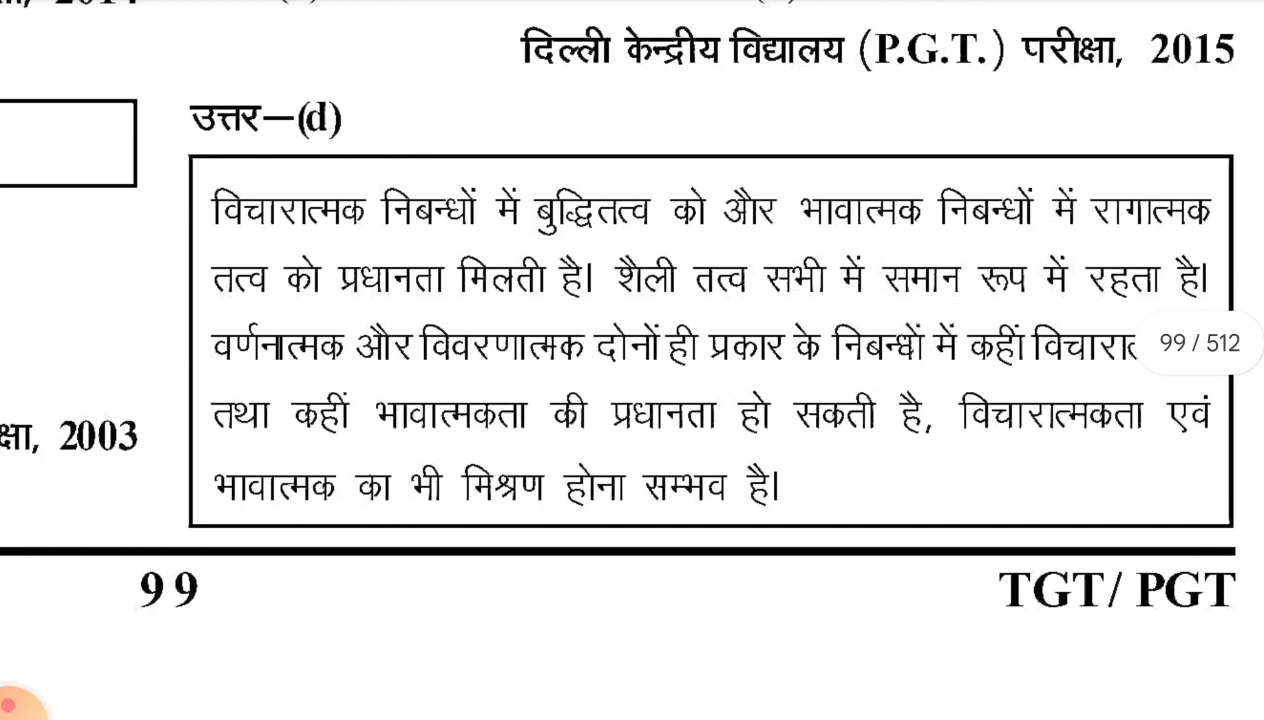 दिल्ली केन्द्रीय विद्यालय (P.G.T.) परीक्षा, 2015
उत्तर—(d)
विचारात्मक निबन्धों में बुद्धितत्व को और भावात्मक निबन्धों में रागात्मक
तत्व को प्रधानता मिलती है। शैली तत्व सभी में समान रूप में रहता है।
वर्णनात्मक और विवरणात्मक दोनों ही प्रकार के निबन्धों में कहीं
99 / 512
तथा कहीं भावात्मकता की प्रधानता हो सकती है, विचारात्मकता एवं
2003
भावात्मक का भी मिश्रण होना सम्भव है।
99
TGT/ PGT